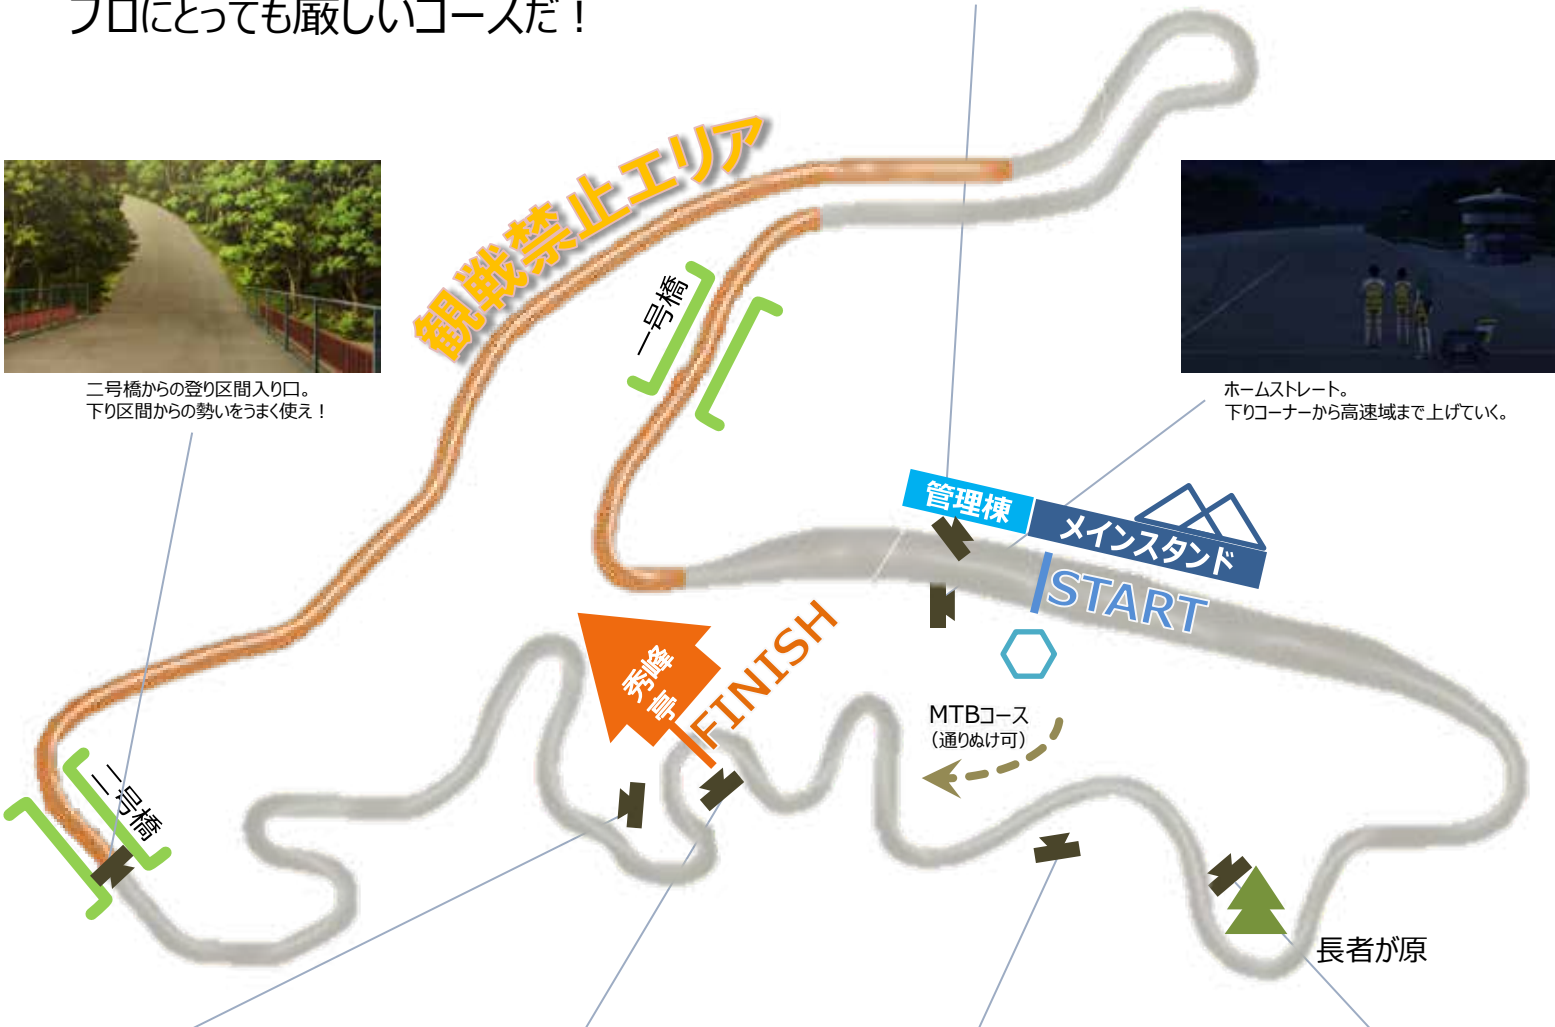 プロにとっても厳しいコースだ！
観戦禁止エリア
一号橋
二号橋からの登り区間入り口。
下り区間からの勢いをうまく使え！
ホームストレート。
下りコーナーから高速域まで上げていく。
管理棟
メインスタンド
START
秀峰
亭
FINISH
MTBコース
（通りぬけ可）
二号橋
長者が原